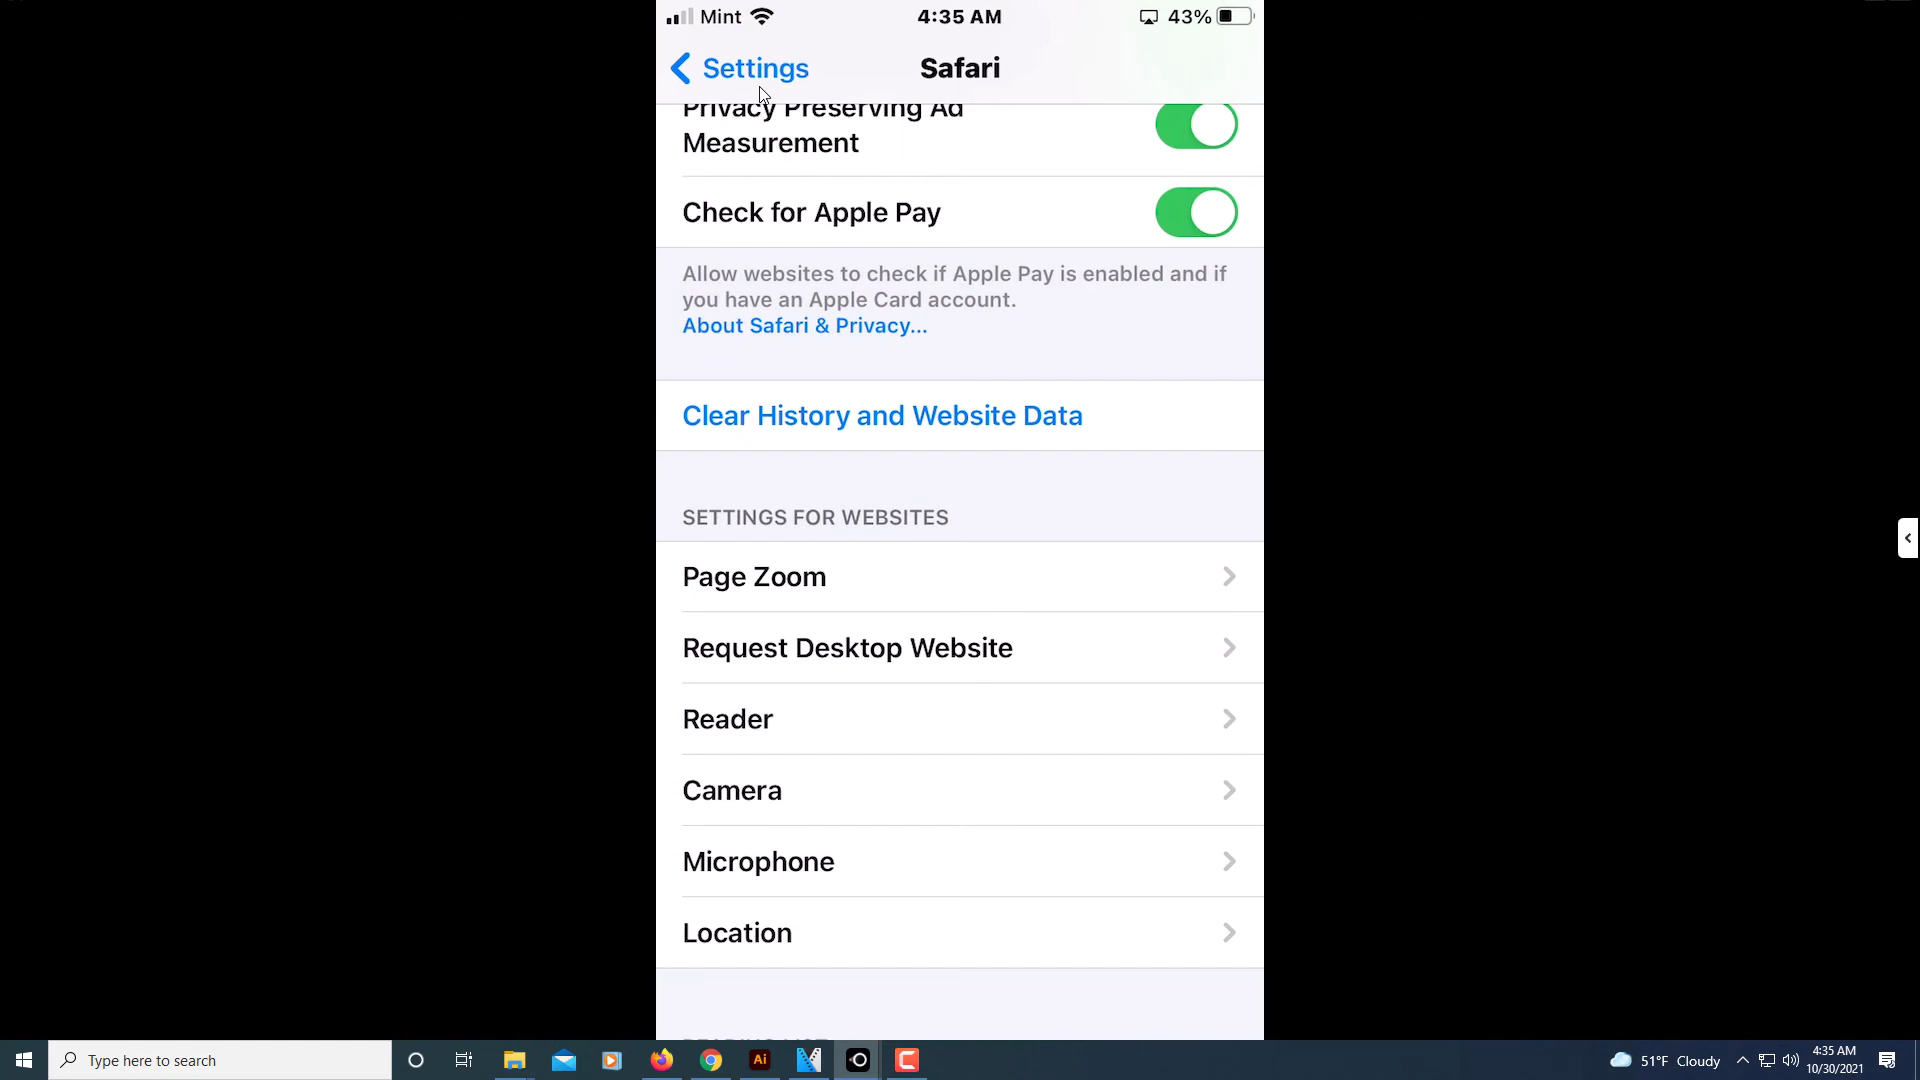 Mint 4:35 AM 43%
Settings Safari
Privacy Preserving Ad
Measurement
Check for Apple Pay
Allow websites to check if Apple Pay is enabled and if
you have an Apple Card account.
About Safari & Privacy...
Clear History and Website Data
SETTINGS FOR WEBSITES
Page Zoom
Request Desktop Website
Reader
Camera
Microphone
Location
Type here to search
Ai
51°F Cloudy
4:35 AM
10/30/2021